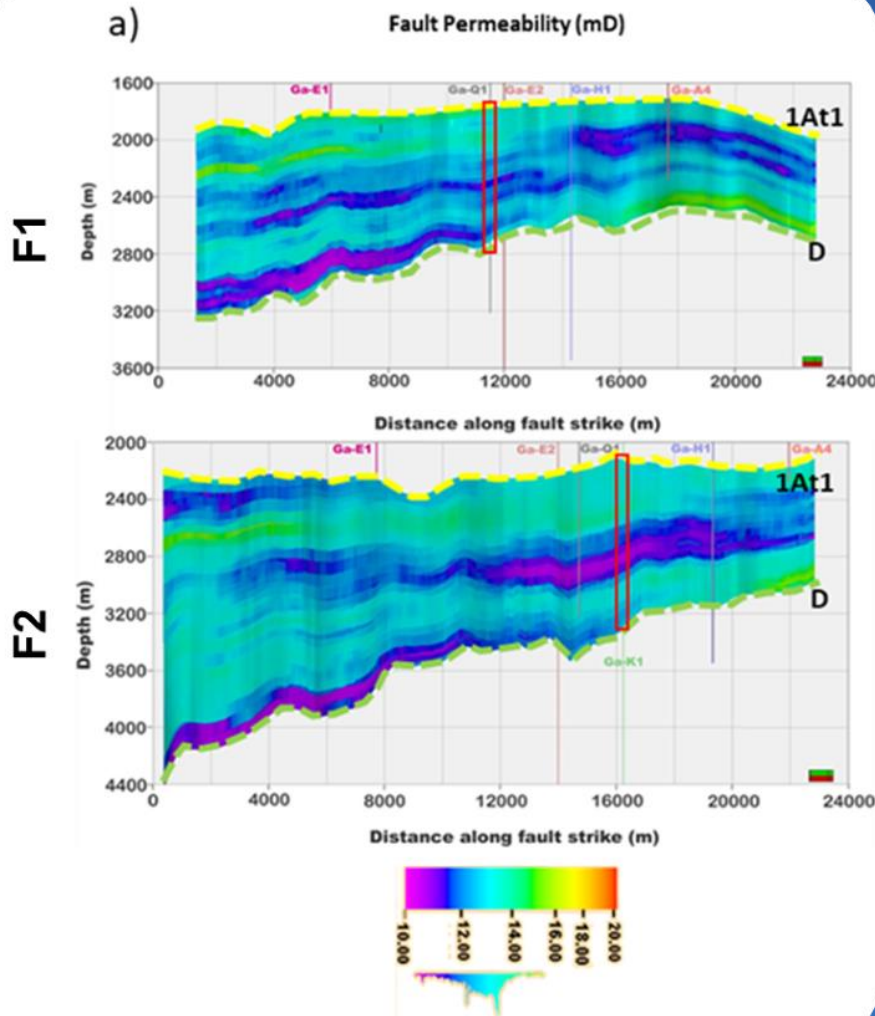 a)
Fault Permeability (mD)
F1
Depth (m)
1600
2000
2400
2800
3200
3600
Ga-E1
Ga-Q1
Ga-E2
Ga-H1
Ga-A4
1At1
D
0
4000
8000
12000
16000
20000
24000
Distance along fault strike (m)
F2
Depth (m)
2000
2400
2800
3200
3600
4000
4400
Ga-E1
Ga-E2
Ga-Q1
Ga-H1
Ga-A4
1At1
D
Ga-K1
0
4000
8000
12000
16000
20000
24000
Distance along fault strike (m)
10.00
12.00
14.00
16.00
18.00
20.00